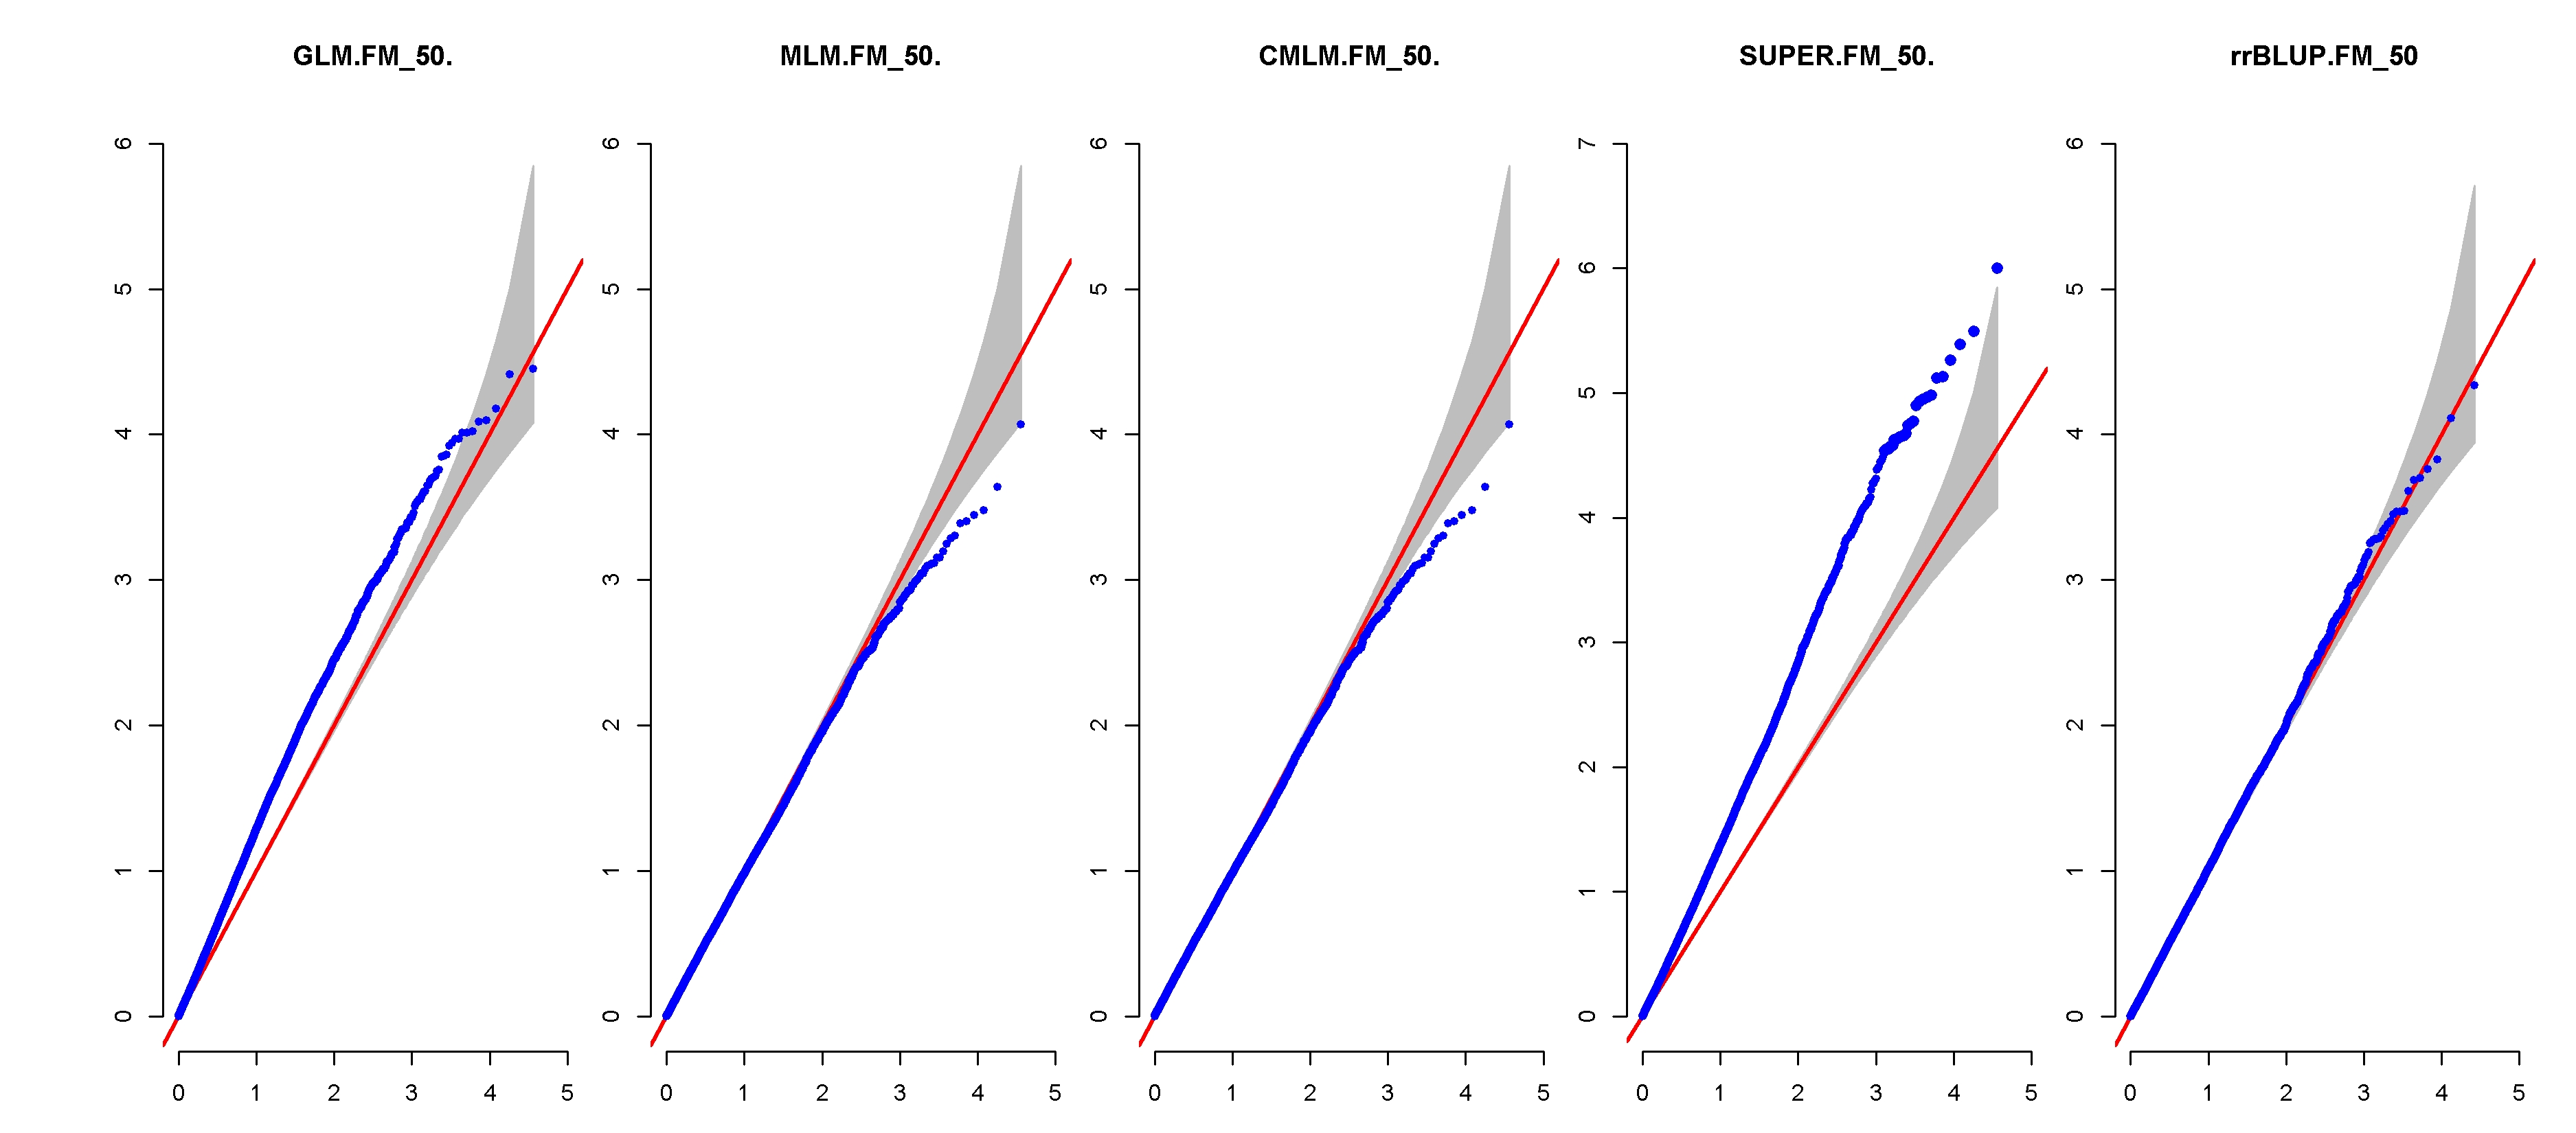 GLM.FM_50. MLM.FM_50. CMLM.FM_50. SUPER.FM_50. rrBLUP.FM_50
6 6 6 7 6
5 5 5 6 5
4 4 4 5 4
3 3 3 4 3
2 2 2 3 2
1 1 1 2 1
0 0 0 1 0
0
0 1 2 3 4 5 0 1 2 3 4 5 0 1 2 3 4 5 0 1 2 3 4 5 0 1 2 3 4 5